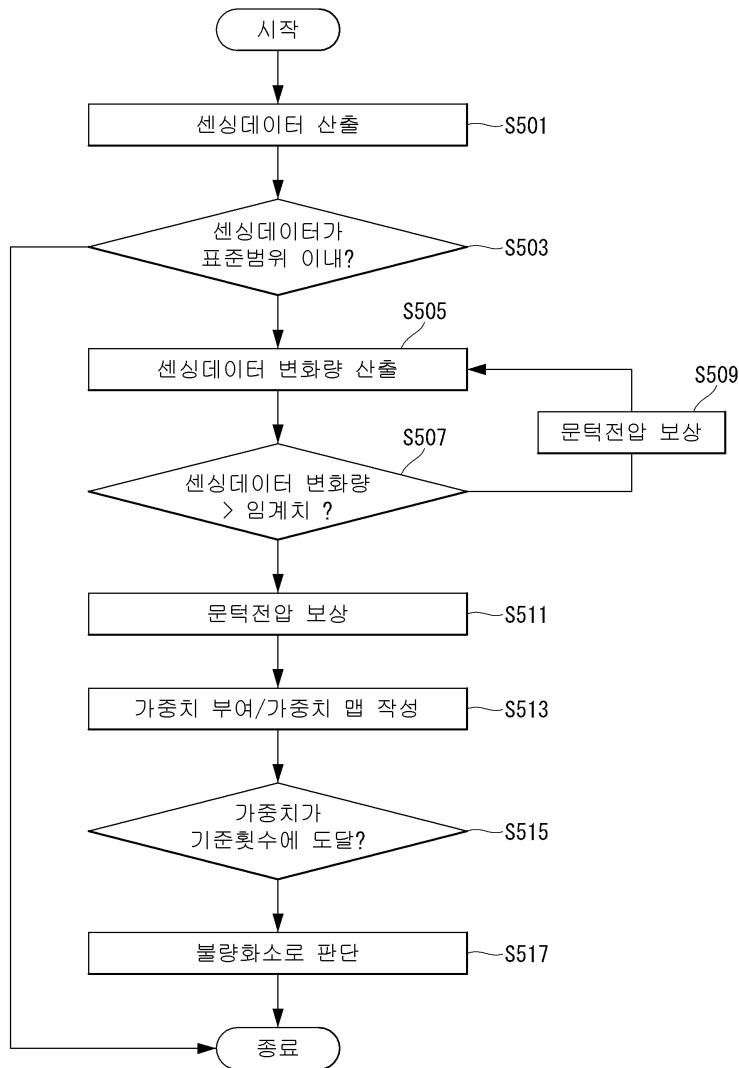 시작
센싱데이터 산출
S501
센싱데이터가
표준범위 이내?
S503
S505
센싱데이터 변화량 산출
S509
문턱전압 보상
S507
센싱데이터 변화량
> 임계치 ?
문턱전압 보상
S511
가중치 부여/가중치 맵 작성
S513
가중치가
기준횟수에 도달?
S515
불량화소로 판단
S517
종료